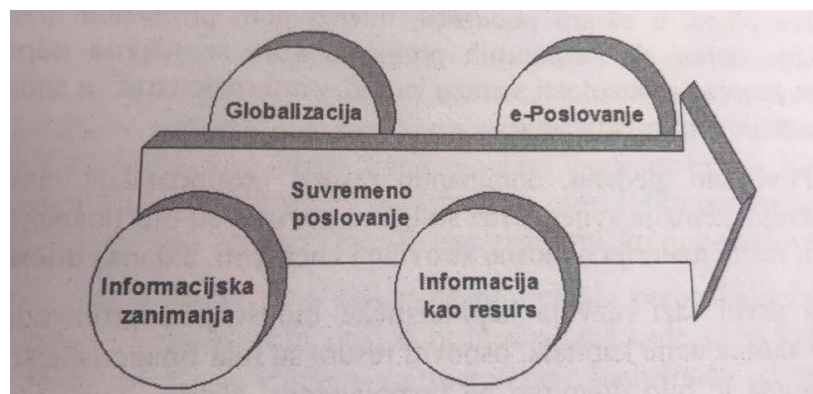 Globalizacija
e-Poslovanje
Suvremeno
poslovanje
Informacijska
zanimanja
Informacija
kao resurs